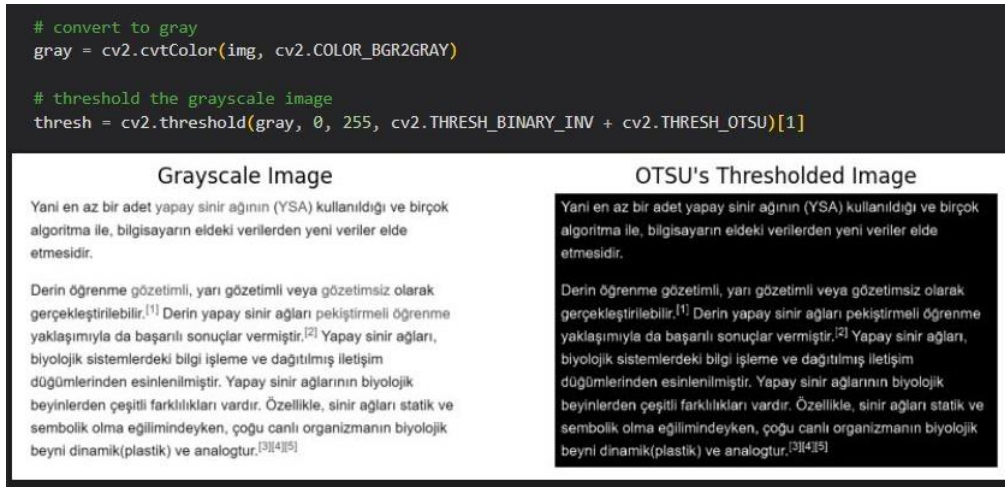 # convert to gray
gray = cv2.cvtColor(img, cv2.COLOR_BGR2GRAY)
# threshold the grayscale image
thresh = cv2.threshold(gray, 0, 255, cv2.THRESH_BINARY_INV + cv2.THRESH_OTSU)[1]
Grayscale Image
Yani en az bir adet yapay sinir ağının (YSA) kullanıldığı ve birçok
algoritma ile, bilgisayarın eldeki verilerden yeni veriler elde
etmesidir.
Derin öğrenme gözetimli, yarı gözetimli veya gözetimsiz olarak
gerçekleştirilebilir.[1] Derin yapay sinir ağları pekiştirmeli öğrenme
yaklaşımıyla da başarılı sonuçlar vermiştir.[2] Yapay sinir ağları,
biyolojik sistemlerdeki bilgi işleme ve dağıtılmış iletişim
düğümlerinden esinlenilmiştir. Yapay sinir ağlarının biyolojik
beyinlerden çeşitli farklılıkları vardır. Özellikle, sinir ağları statik ve
sembolik olma eğilimindeyken, çoğu canlı organizmanın biyolojik
beyni dinamik(plastik) ve analogtur.[3][4][5]
OTSU's Thresholded Image
Yani en az bir adet yapay sinir ağının (YSA) kullanıldığı ve birçok
algoritma ile, bilgisayarın eldeki verilerden yeni veriler elde
etmesidir.
Derin öğrenme gözetimli, yarı gözetimli veya gözetimsiz olarak
gerçekleştirilebilir.[1] Derin yapay sinir ağları pekiştirmeli öğrenme
yaklaşımıyla da başarılı sonuçlar vermiştir.[2] Yapay sinir ağları,
biyolojik sistemlerdeki bilgi işleme ve dağıtılmış iletişim
düğümlerinden esinlenilmiştir. Yapay sinir ağlarının biyolojik
beyinlerden çeşitli farklılıkları vardır. Özellikle, sinir ağları statik ve
sembolik olma eğilimindeyken, çoğu canlı organizmanın biyolojik
beyni dinamik(plastik) ve analogtur.[3][4][5]